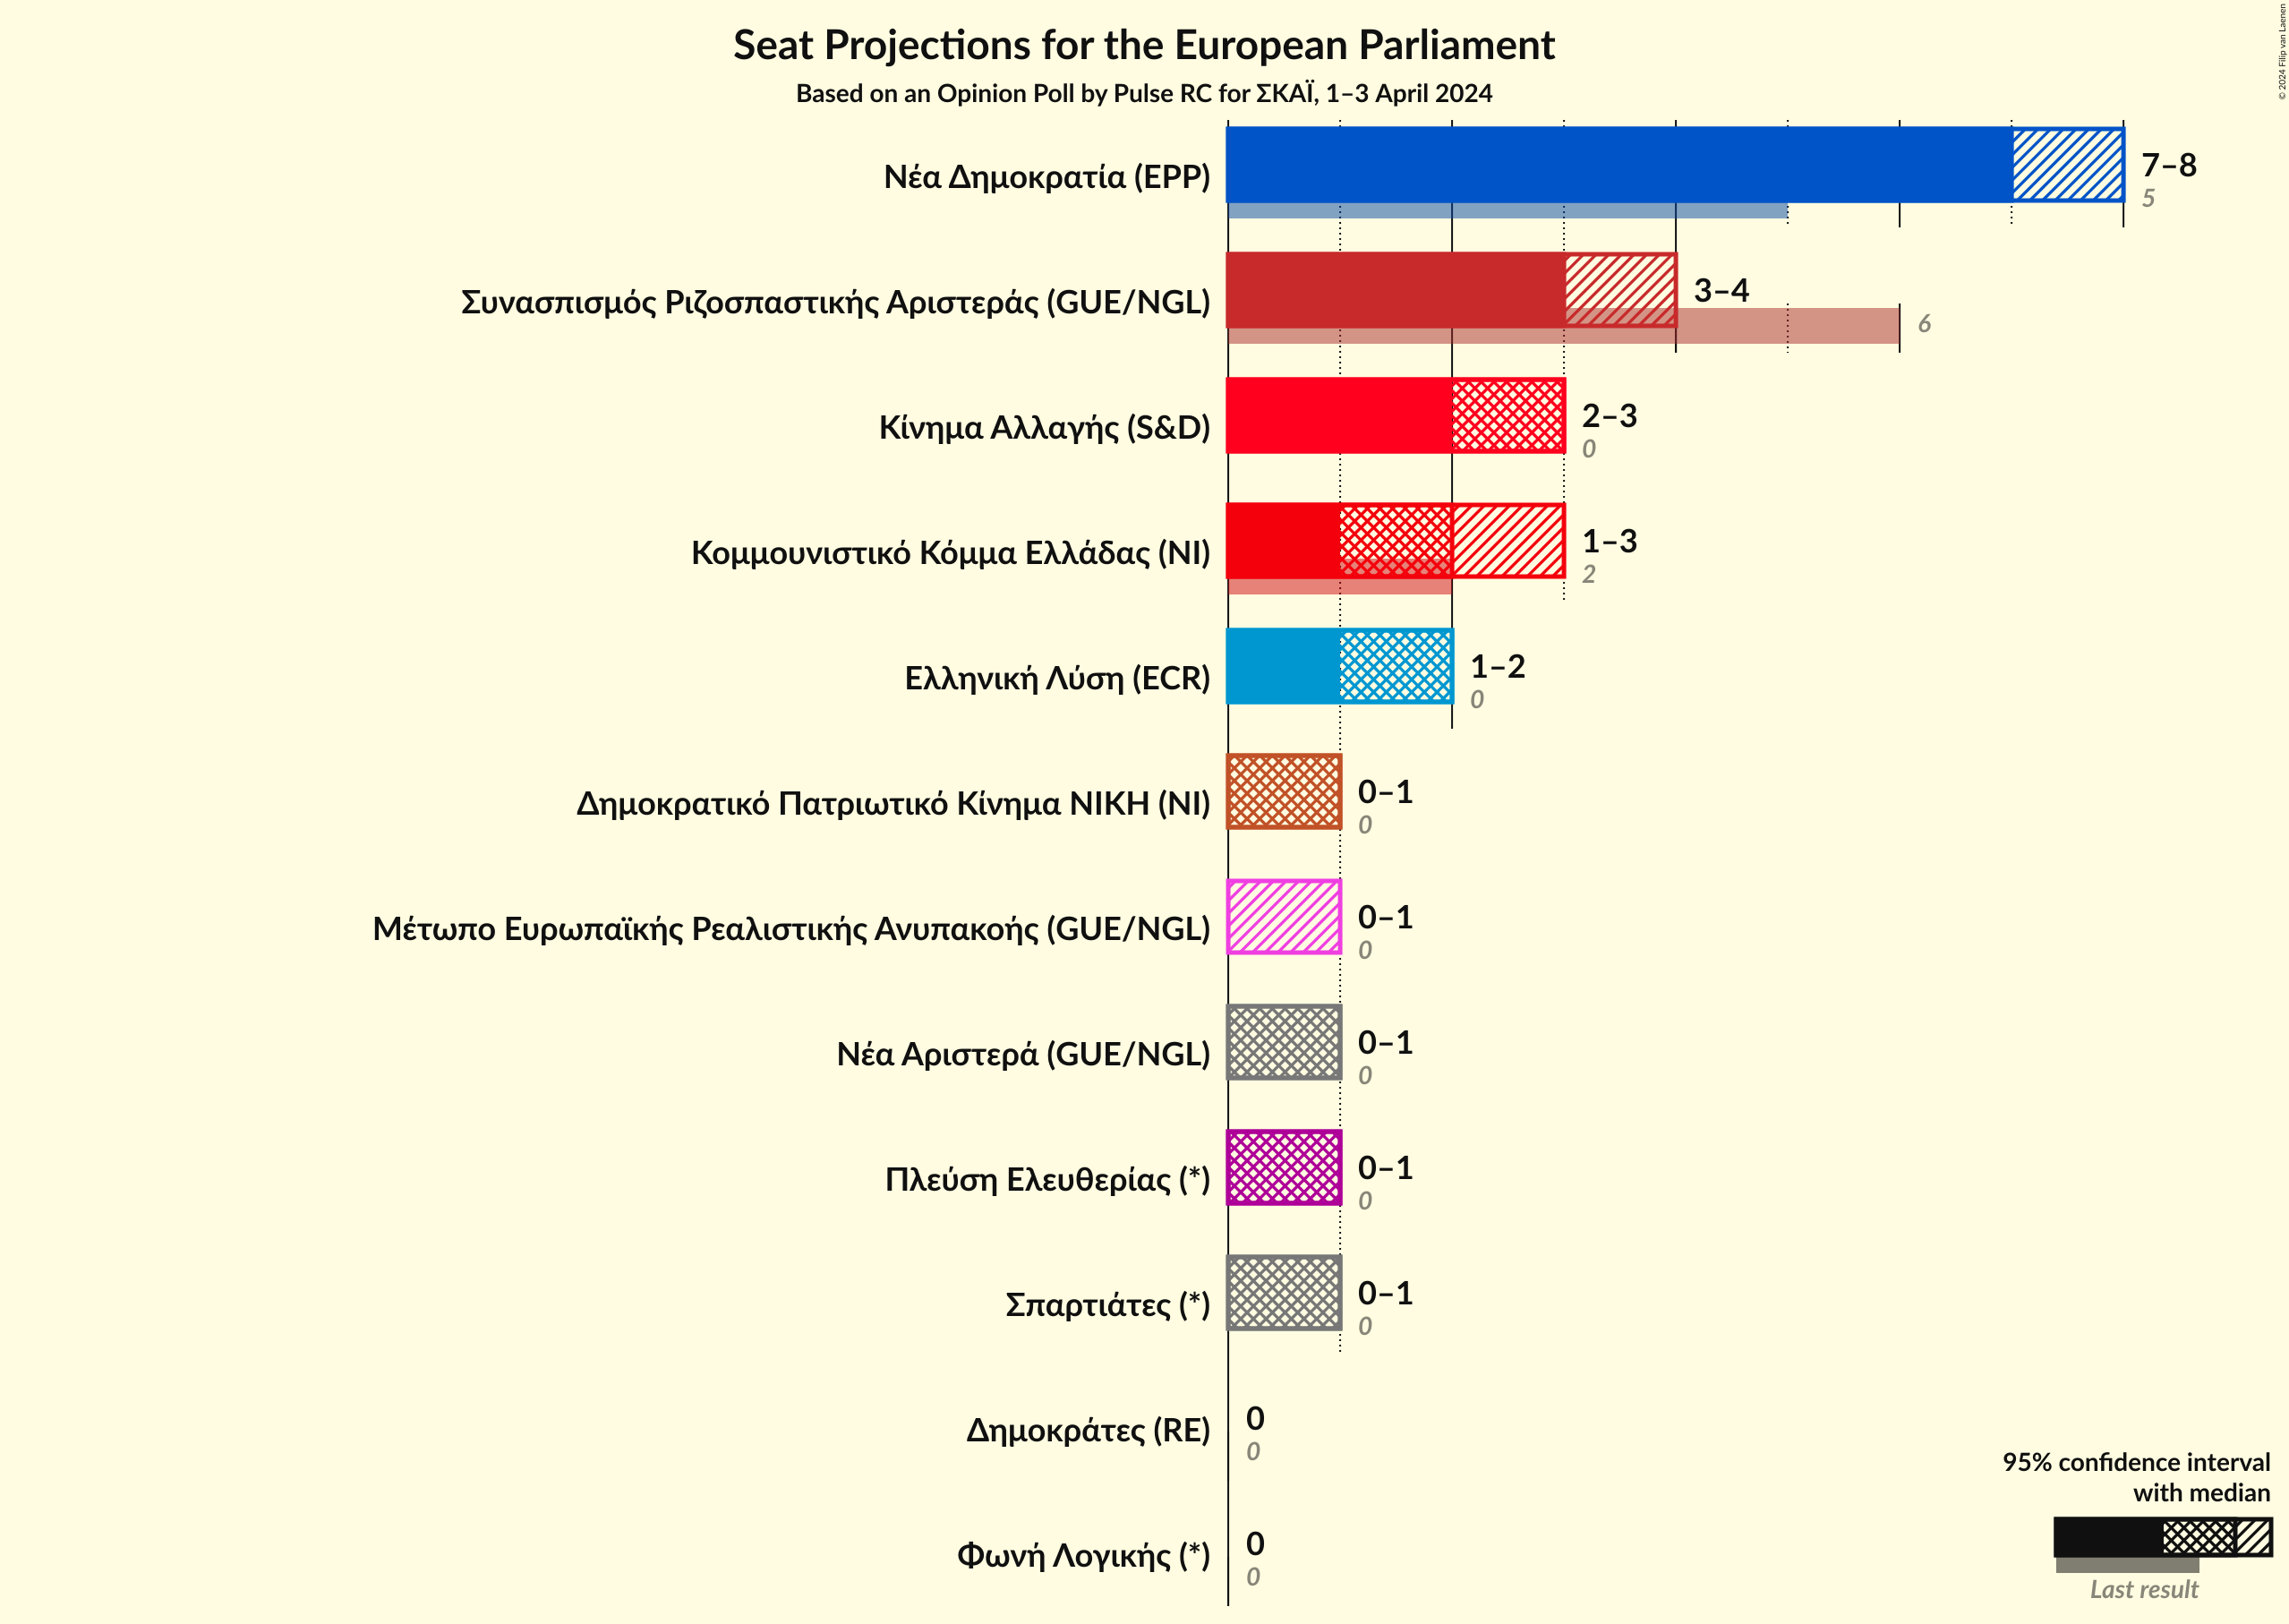 Seat Projections for the European Parliament
Based on an Opinion Poll by Pulse RC for ΣΚΑΪ, 1–3 April 2024
© 2024 Filip van Laenen
Νέα Δημοκρατία (EPP)
7–8
5
Συνασπισμός Ριζοσπαστικής Αριστεράς (GUE/NGL)
3–4
6
Κίνημα Αλλαγής (S&D)
2–3
0
Κομμουνιστικό Κόμμα Ελλάδας (NI)
1–3
2
Ελληνική Λύση (ECR)
1–2
0
Δημοκρατικό Πατριωτικό Κίνημα ΝΙΚΗ (NI)
0–1
0
Μέτωπο Ευρωπαϊκής Ρεαλιστικής Ανυπακοής (GUE/NGL)
0–1
0
Νέα Αριστερά (GUE/NGL)
0–1
0
Πλεύση Ελευθερίας (*)
0–1
0
Σπαρτιάτες (*)
0–1
0
Δημοκράτες (RE)
0
0
Φωνή Λογικής (*)
0
0
95% confidence interval
with median
Last result